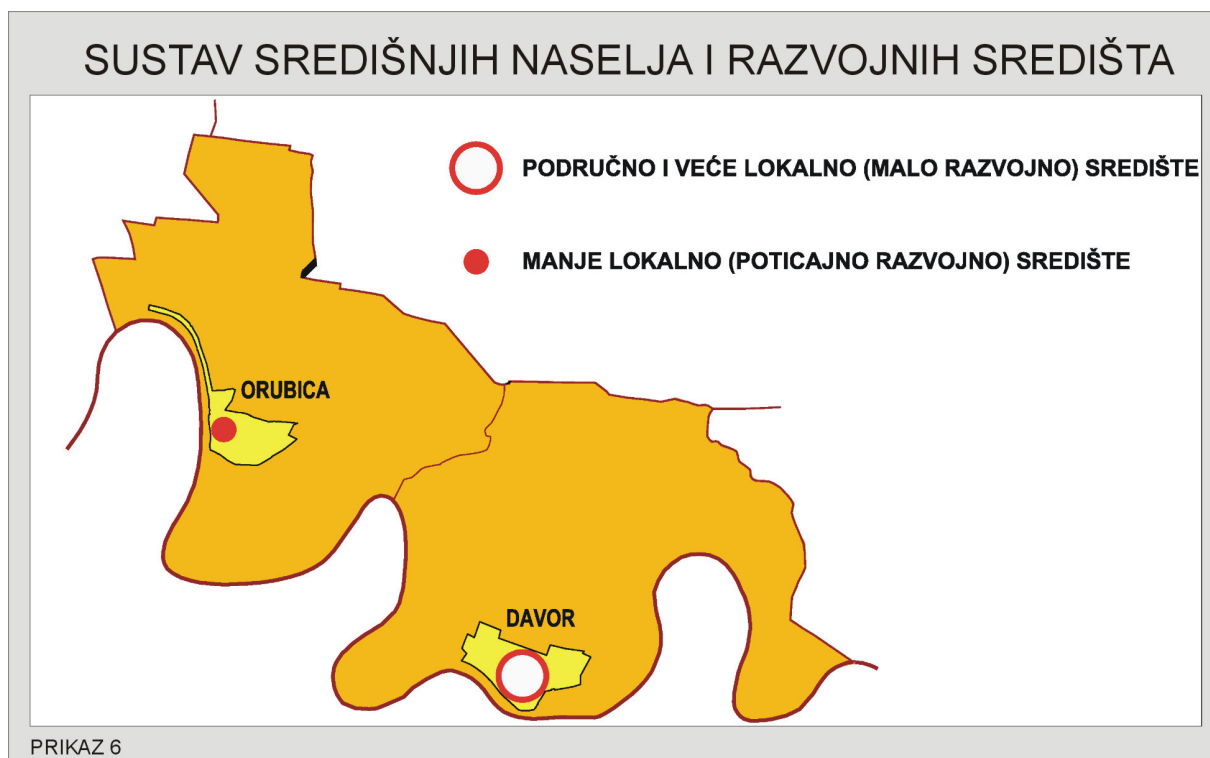 SUSTAV SREDIŠNJIH NASELJA I RAZVOJNIH SREDIŠTA
PODRUČNO I VEĆE LOKALNO (MALO RAZVOJNO) SREDIŠTE
MANJE LOKALNO (POTICAJNO RAZVOJNO) SREDIŠTE
ORUBICA
DAVOR
PRIKAZ 6